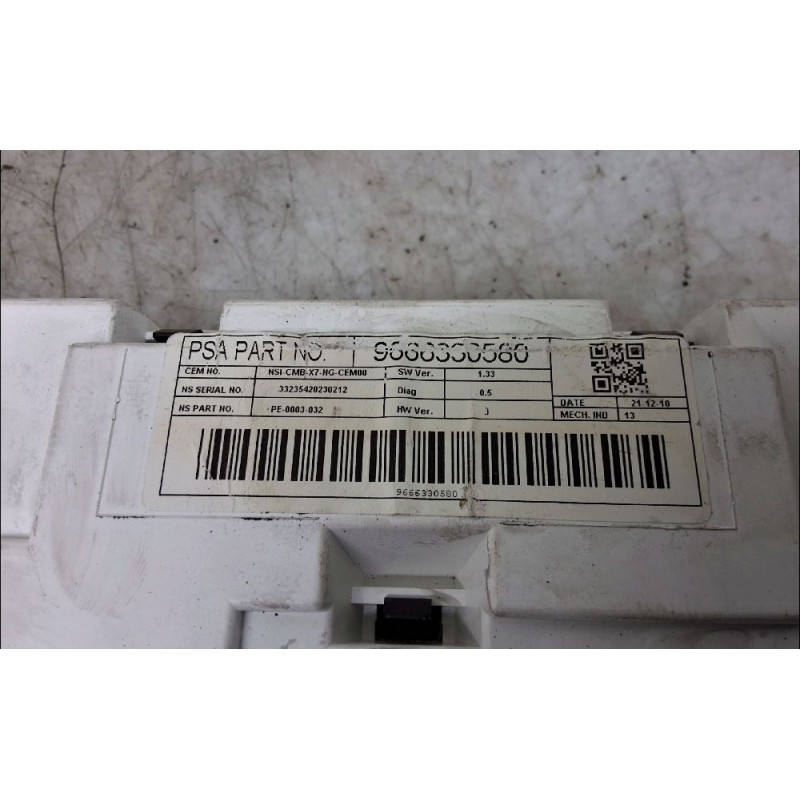 PSA PART NO. 9666330580
CEM NO. NSI-CMB-X7-HG-CEM00 SW Ver. 1.33
NS SERIAL NO. 33235420230212 Diag 0.5
NS PART NO. PE-0003-032 HW Ver.
DATE 21.12.10
MECH. IND 13
9666330580